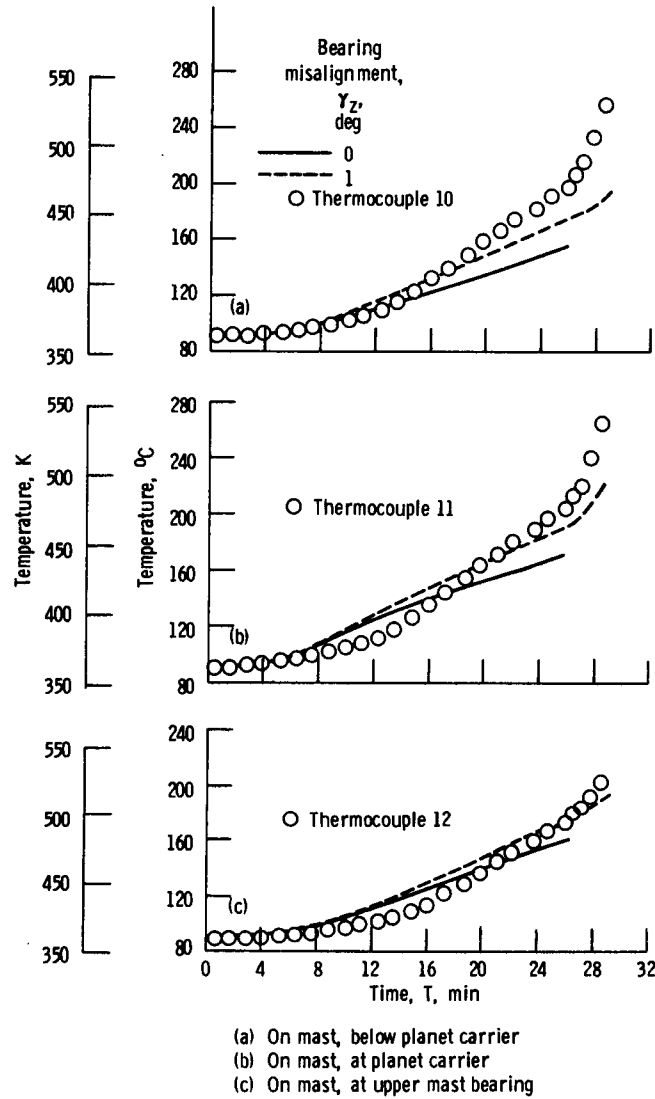 Bearing
misalignment,
γZ,
deg
0
1
Thermocouple 10
550
500
450
400
350
280
240
200
160
120
80
(a)
Thermocouple 11
550
500
450
400
350
280
240
200
160
120
80
(b)
Temperature, K
Temperature, °C
Thermocouple 12
550
500
450
400
350
240
200
160
120
80
(c)
0 4 8 12 16 20 24 28 32
Time, T, min
(a) On mast, below planet carrier
(b) On mast, at planet carrier
(c) On mast, at upper mast bearing